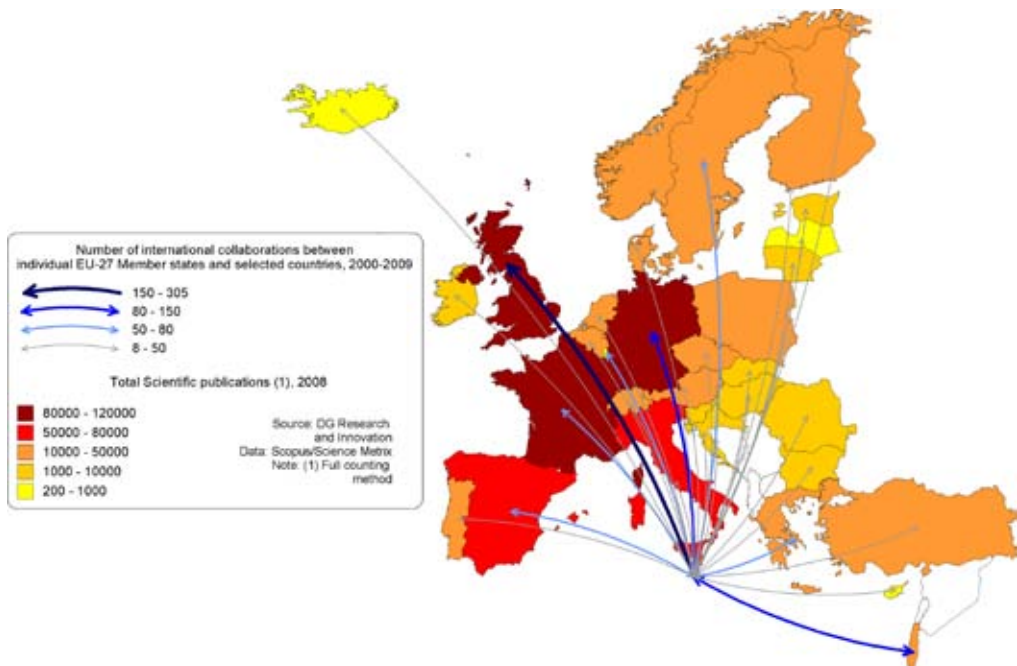 Number of international collaborations between
individual EU-27 Member states and selected countries, 2000-2009
150 - 305
80 - 150
50 - 80
8 - 50
Total Scientific publications (1), 2008
80000 - 120000
50000 - 80000
10000 - 50000
1000 - 10000
200 - 1000
Source: DG Research
and Innovation
Data: Scopus/Science Metrix
Note: (1) Full counting
method